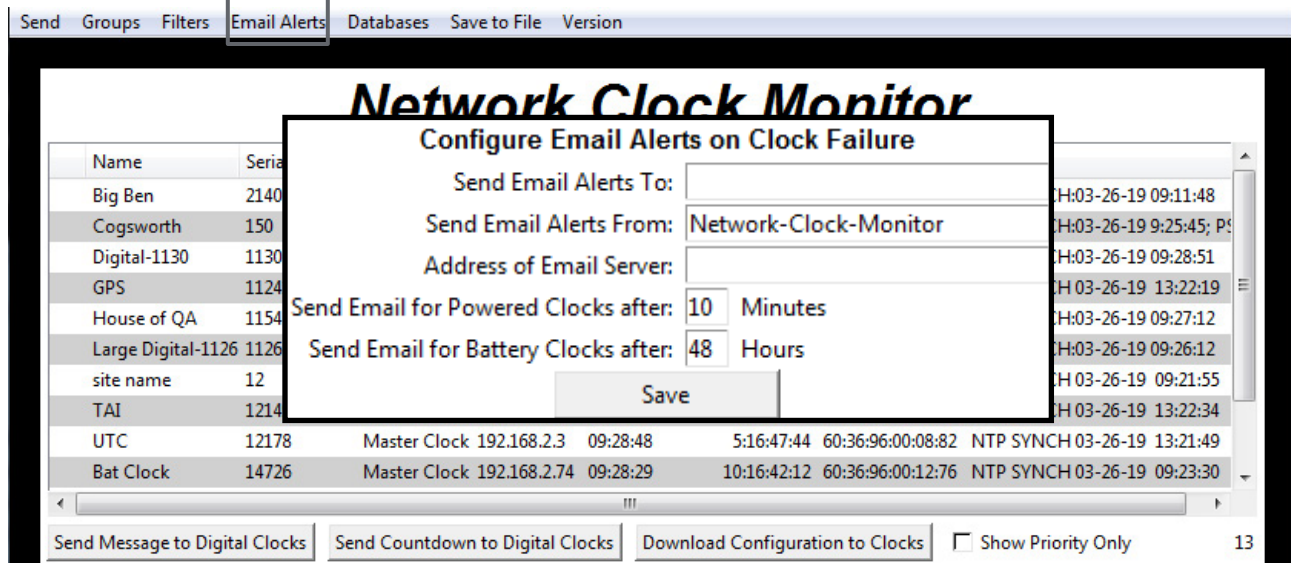 Send Groups Filters Email Alerts Databases Save to File Version
Network Clock Monitor
Configure Email Alerts on Clock Failure
Send Email Alerts To:
Send Email Alerts From: Network-Clock-Monitor
Address of Email Server:
Send Email for Powered Clocks after: 10 Minutes
Send Email for Battery Clocks after: 48 Hours
Save
Name Seria
Big Ben 2140 CH:03-26-19 09:11:48
Cogsworth 150 CH:03-26-19 9:25:45; PS
Digital-1130 1130 CH:03-26-19 09:28:51
GPS 1124 CH 03-26-19 13:22:19
House of QA 1154 CH:03-26-19 09:27:12
Large Digital-1126 1126 CH:03-26-19 09:26:12
site name 12 CH 03-26-19 09:21:55
TAI 1214 CH 03-26-19 13:22:34
UTC 12178 Master Clock 192.168.2.3 09:28:48 5:16:47:44 60:36:96:00:08:82 NTP SYNCH 03-26-19 13:21:49
Bat Clock 14726 Master Clock 192.168.2.74 09:28:29 10:16:42:12 60:36:96:00:12:76 NTP SYNCH 03-26-19 09:23:30
Send Message to Digital Clocks Send Countdown to Digital Clocks Download Configuration to Clocks Show Priority Only 13